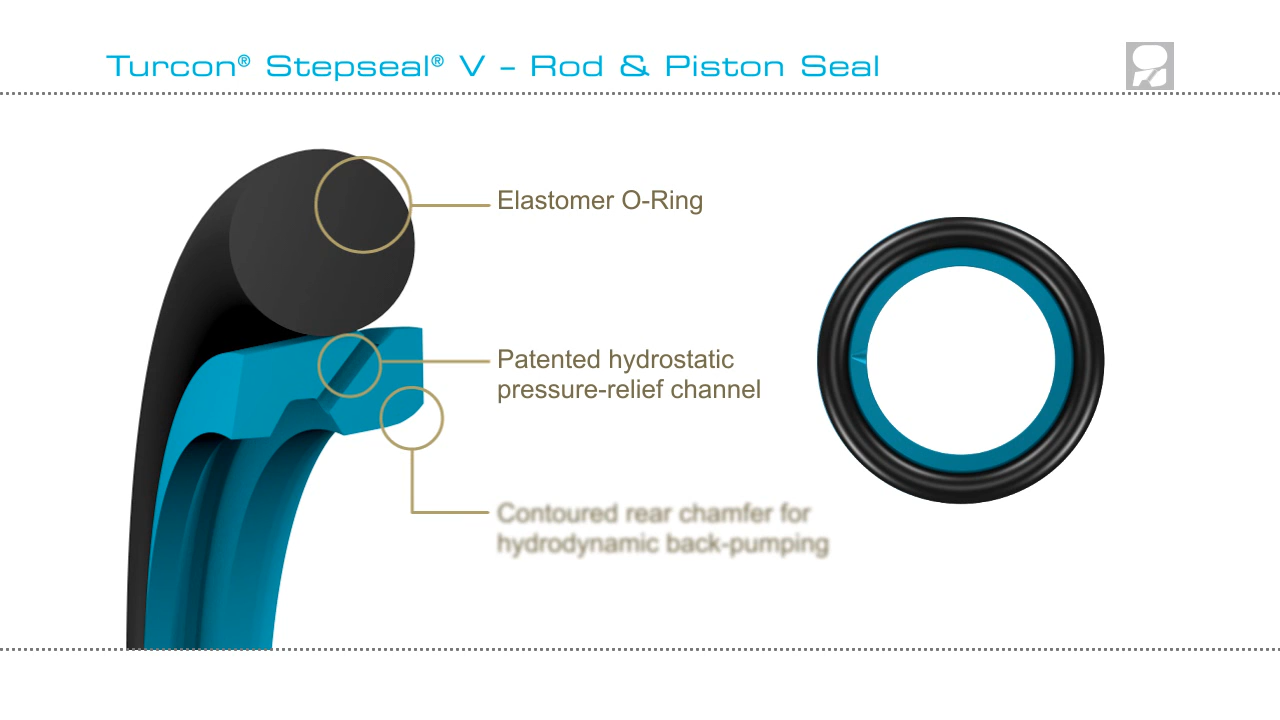 Turcon® Stepseal® V – Rod & Piston Seal
Elastomer O-Ring
Patented hydrostatic
pressure-relief channel
Contoured rear chamfer for
hydrodynamic back-pumping